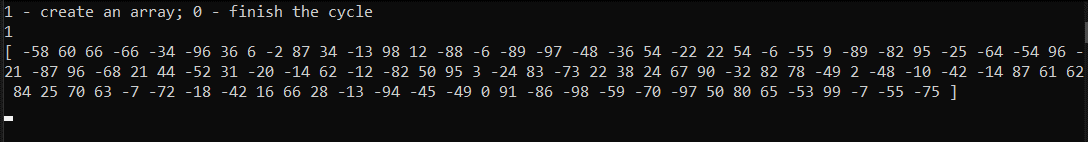 1 - create an array; 0 - finish the cycle
1
[ -58 60 66 -66 -34 -96 36 6 -2 87 34 -13 98 12 -88 -6 -89 -97 -48 -36 54 -22 22 54 -6 -55 9 -89 -82 95 -25 -64 -54 96 -
21 -87 96 -68 21 44 -52 31 -20 -14 62 -12 -82 50 95 3 -24 83 -73 22 38 24 67 90 -32 82 78 -49 2 -48 -10 -42 -14 87 61 62
84 25 70 63 -7 -72 -18 -42 16 66 28 -13 -94 -45 -49 0 91 -86 -98 -59 -70 -97 50 80 65 -53 99 -7 -55 -75 ]